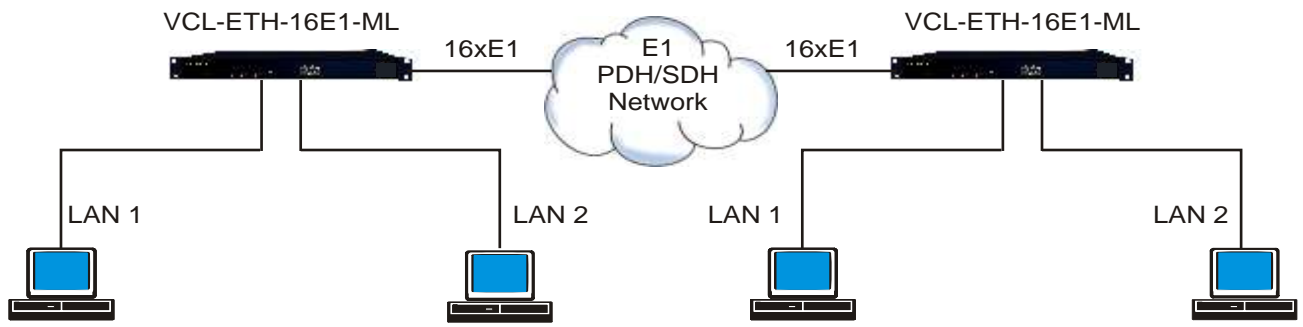 VCL-ETH-16E1-ML
VCL-ETH-16E1-ML
16xE1
E1
PDH/SDH
Network
16xE1
LAN 1
LAN 2
LAN 1
LAN 2